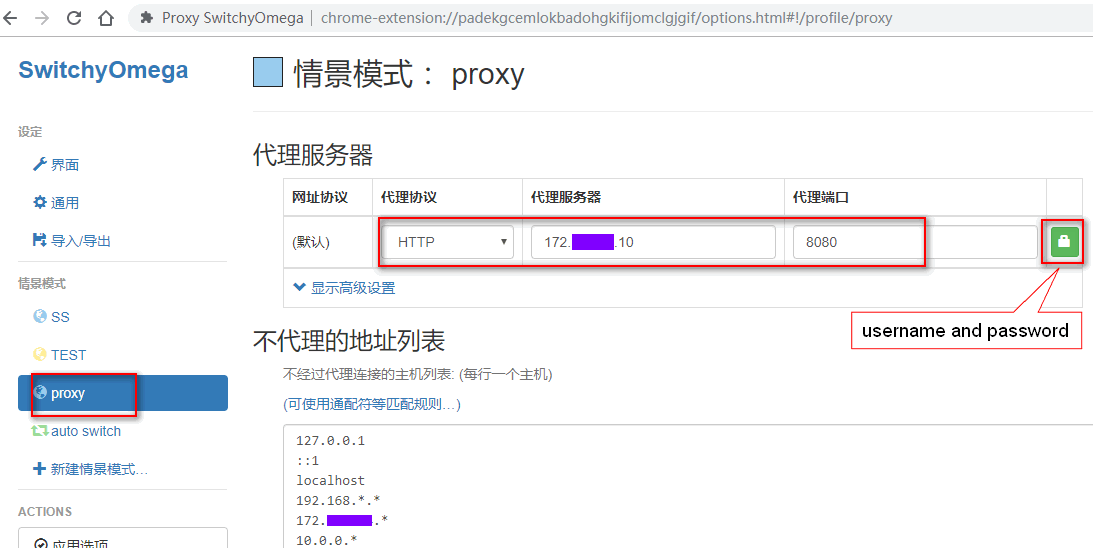 Proxy SwitchyOmega | chrome-extension://padekgcemlokbadohgkifijomclgjgif/options.html#!/profile/proxy
SwitchyOmega
设定
界面
通用
导入/导出
情景模式
SS
TEST
proxy
auto switch
新建情景模式…
ACTIONS
应用选项
情景模式： proxy
代理服务器
网址协议 代理协议 代理服务器 代理端口
(默认) HTTP 172. .10 8080
显示高级设置
username and password
不代理的地址列表
不经过代理连接的主机列表: (每行一个主机)
(可使用通配符等匹配规则…)
127.0.0.1
::1
localhost
192.168.*.*
172. .*
10.0.0.*